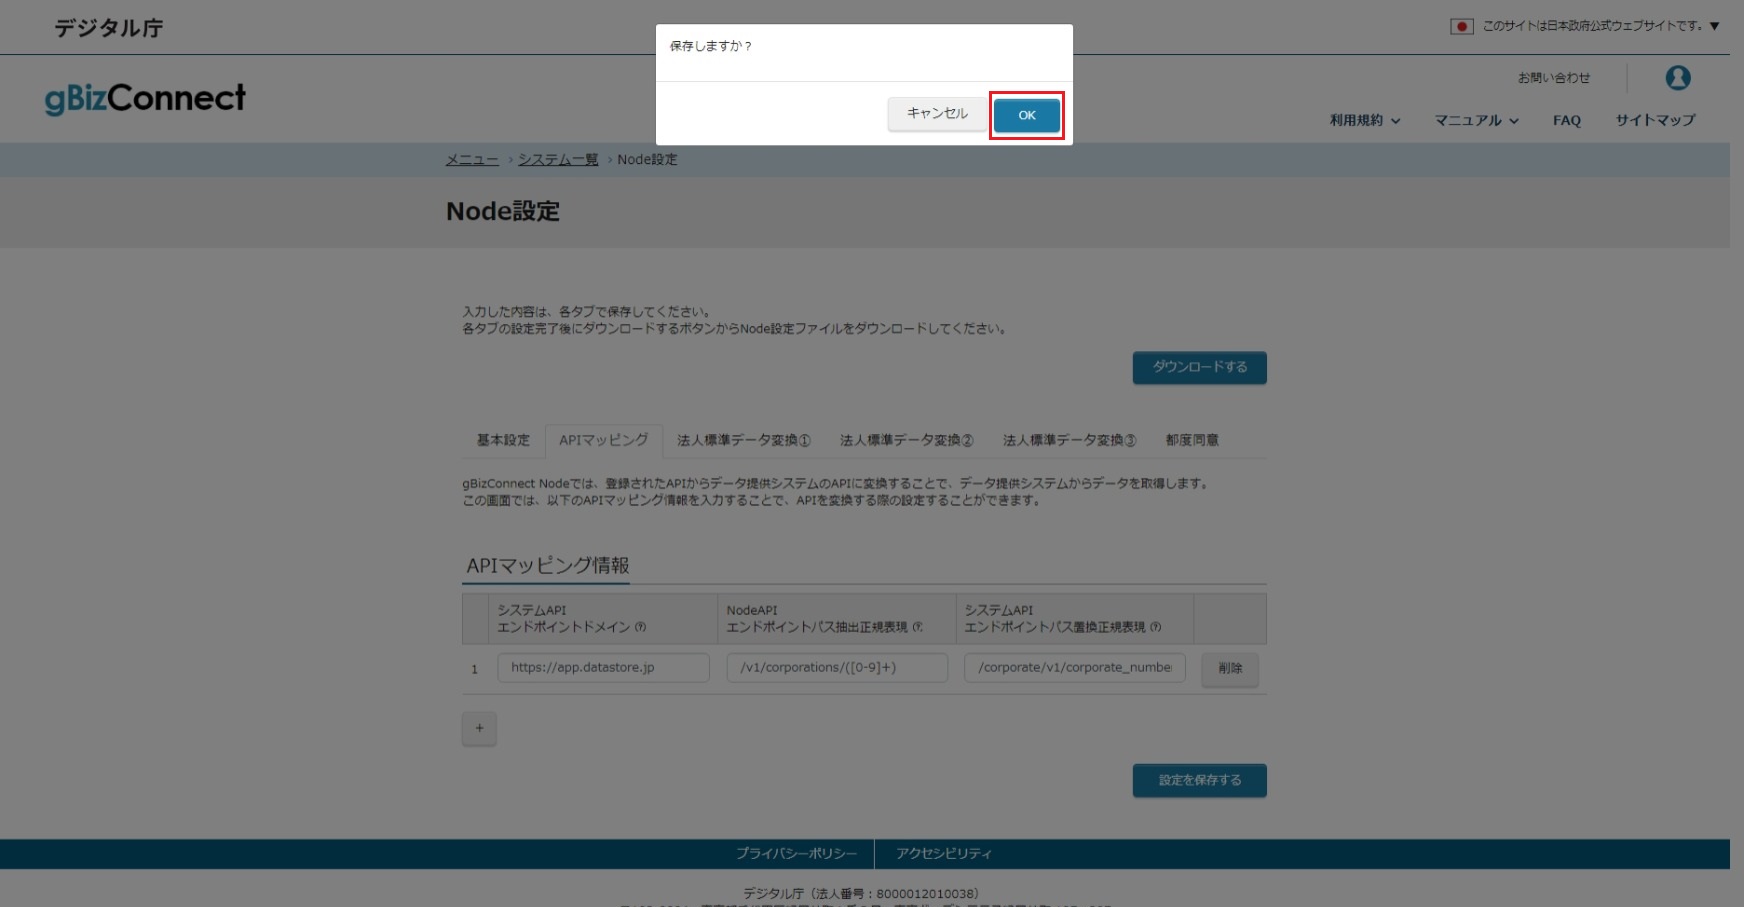 デジタル庁
このサイトは日本政府公式ウェブサイトです。▼
保存しますか？
キャンセル
OK
gBizConnect
お問い合わせ
利用規約
マニュアル
FAQ
サイトマップ
メニュー › システム一覧 › Node設定
Node設定
入力した内容は、各タブで保存してください。
各タブの設定完了後にダウンロードするボタンからNode設定ファイルをダウンロードしてください。
ダウンロードする
基本設定
APIマッピング
法人標準データ変換①
法人標準データ変換②
法人標準データ変換③
都度同意
gBizConnect Nodeでは、登録されたAPIからデータ提供システムのAPIに変換することで、データ提供システムからデータを取得します。
この画面では、以下のAPIマッピング情報を入力することで、APIを変換する際の設定することができます。
APIマッピング情報
システムAPI
エンドポイントドメイン ?
NodeAPI
エンドポイントパス抽出正規表現 ?
システムAPI
エンドポイントパス置換正規表現 ?
1
https://app.datastore.jp
/v1/corporations/([0-9]+)
/corporate/v1/corporate_numbe
削除
+
設定を保存する
プライバシーポリシー
アクセシビリティ
デジタル庁（法人番号：8000012010038）